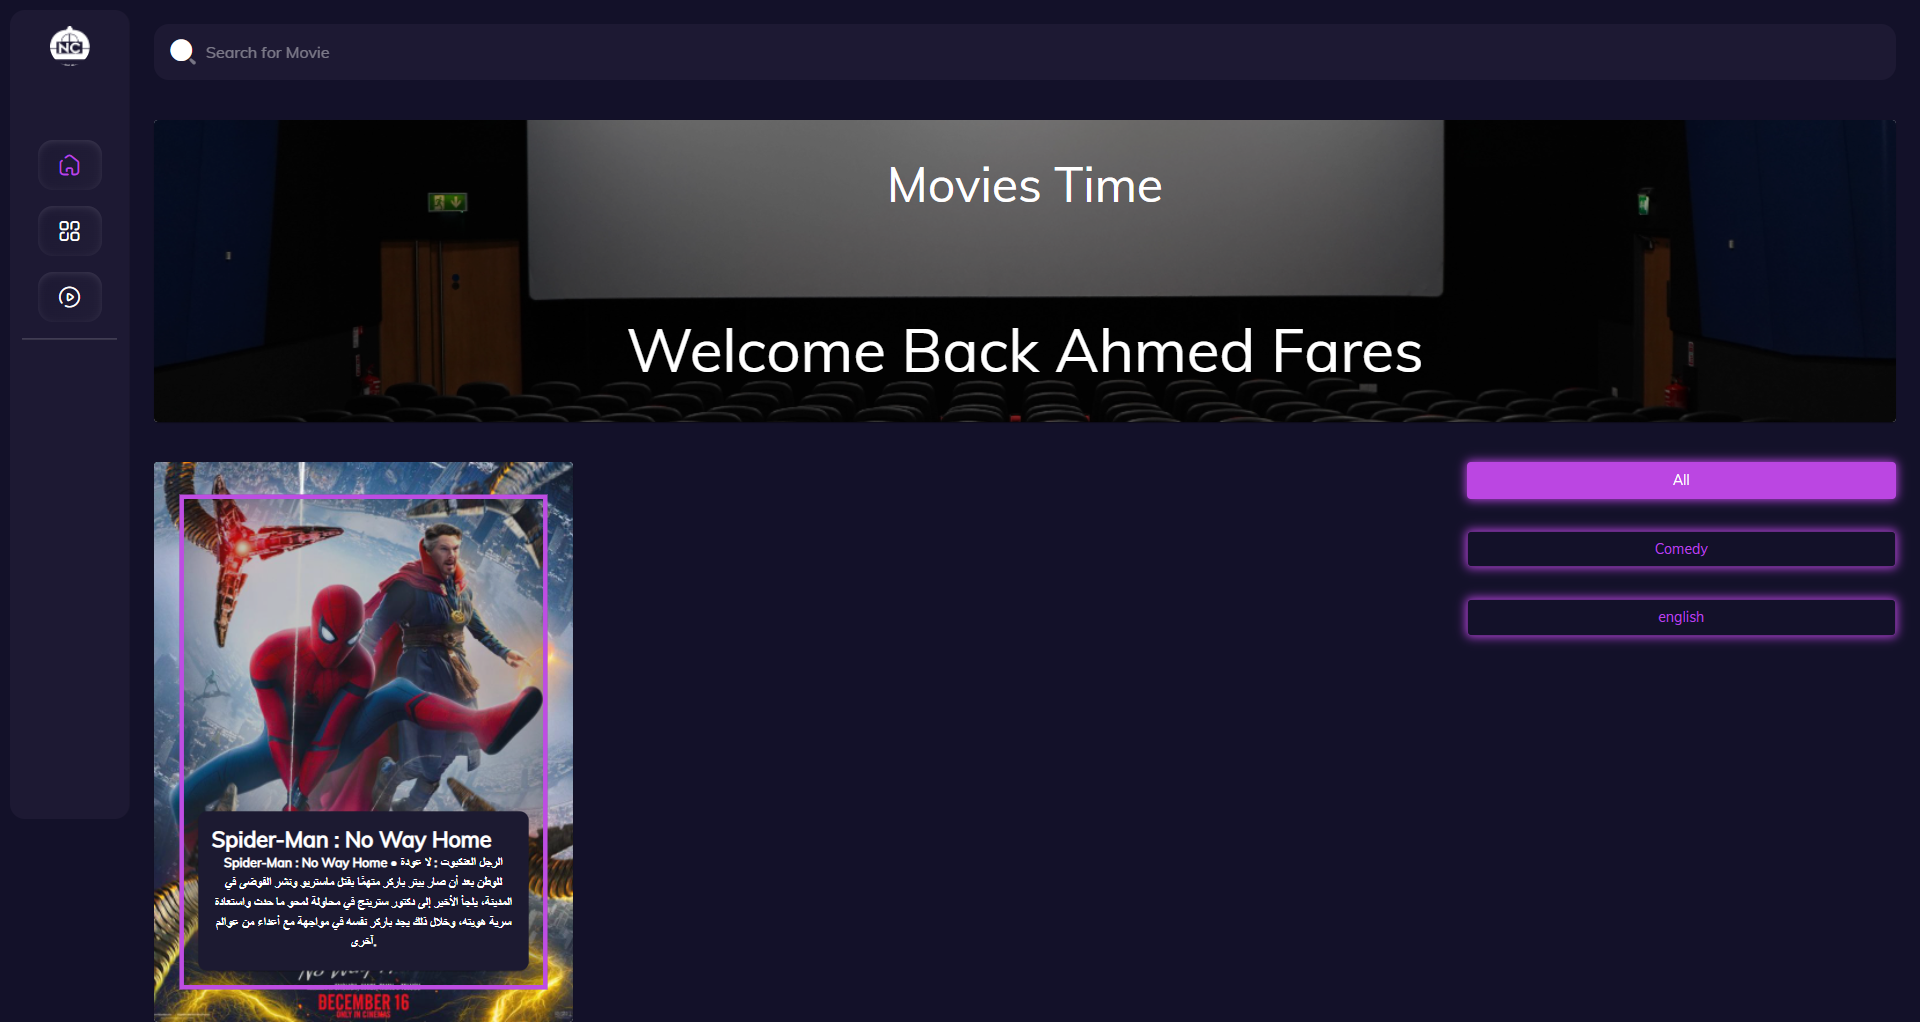 NC
Search for Movie
Movies Time
Welcome Back Ahmed Fares
All
Comedy
english
Spider-Man : No Way Home
Spider-Man : No Way Home ● الرجل العنكبوت : لا عودة
للوطن بعد أن صار بيتر باركر متهمًا بقتل ماستريو ونشر الفوضى في
المدينة، يلجأ الأخير إلى دكتور سترينج في محاولة لمحو ما حدث واستعادة
سرية هويته، وخلال ذلك يجد باركر نفسه في مواجهة مع أعداء من عوالم
أخرى.
DECEMBER 16
ONLY IN CINEMAS